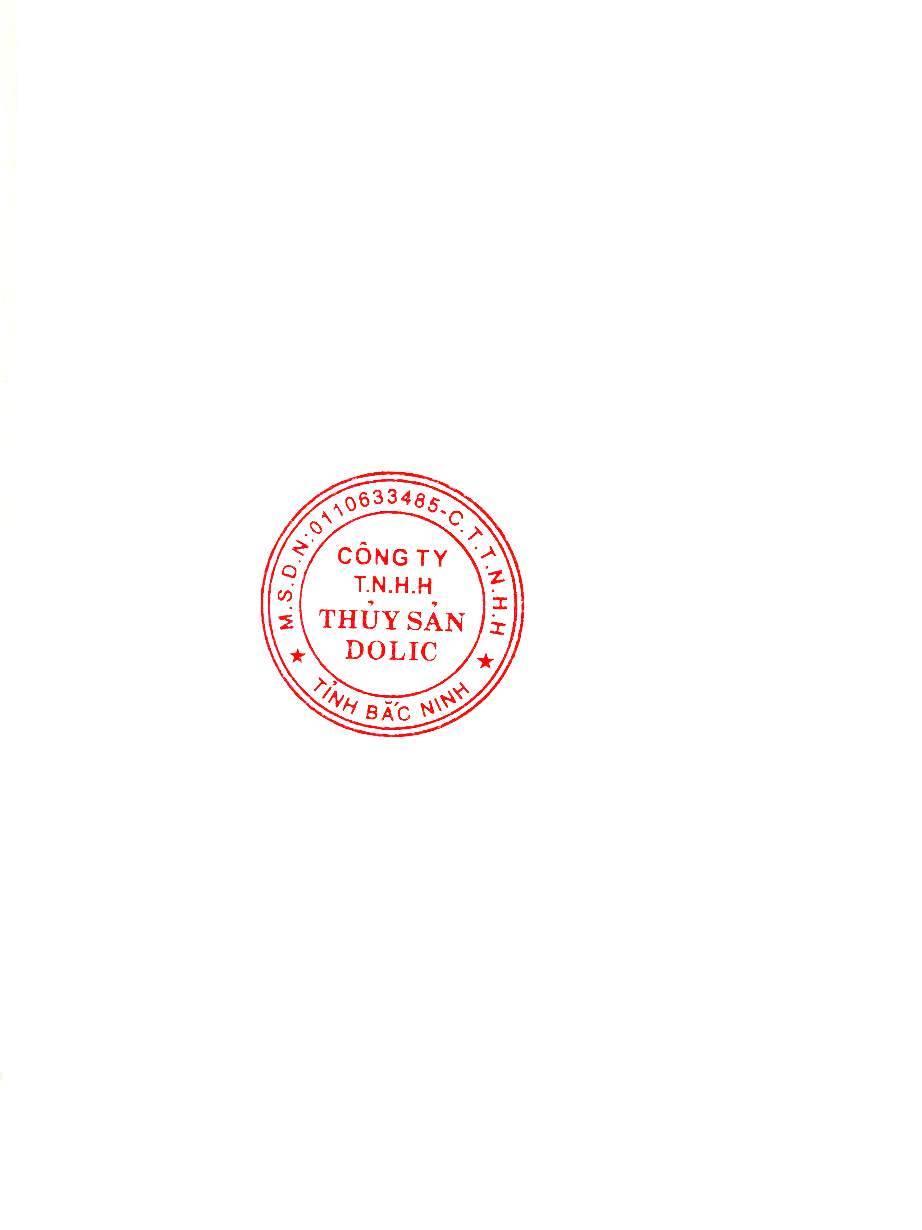 M.S.D.N:0110633485-C.T.T.N.H.H
CÔNG TY
T.N.H.H
THỦY SẢN
DOLIC
TỈNH BẮC NINH